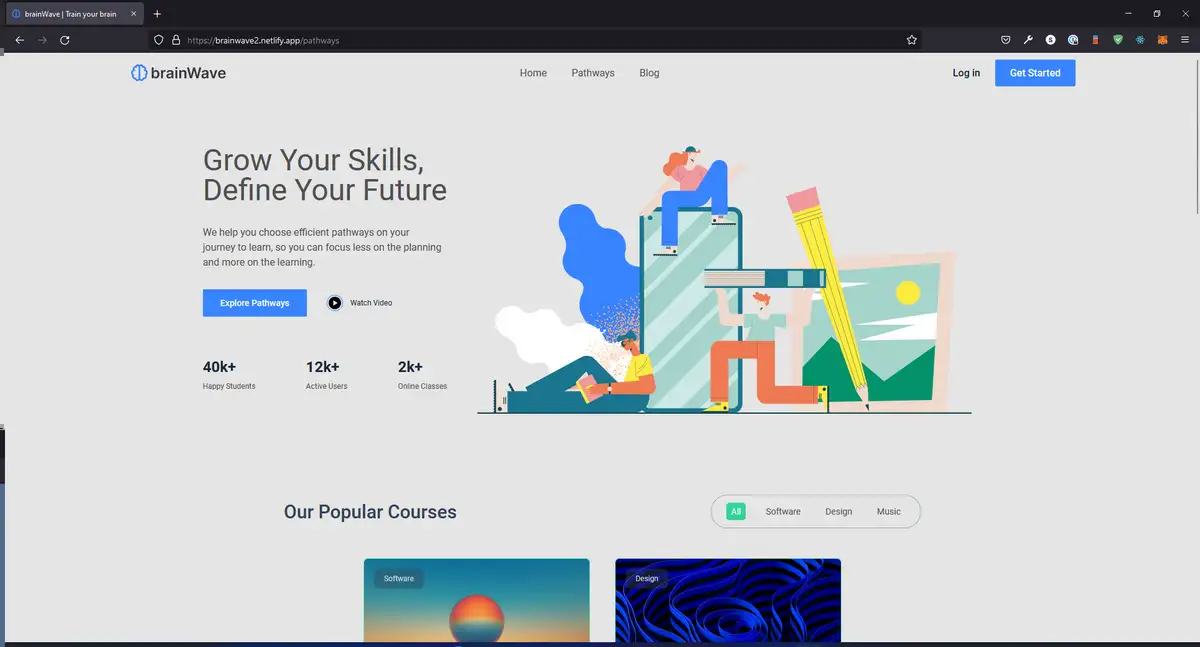 brainWave | Train your brain
https://brainwave2.netlify.app/pathways
brainWave
Home
Pathways
Blog
Log in
Get Started
Grow Your Skills,
Define Your Future
We help you choose efficient pathways on your
journey to learn, so you can focus less on the planning
and more on the learning.
Explore Pathways
Watch Video
40k+
Happy Students
12k+
Active Users
2k+
Online Classes
Our Popular Courses
All
Software
Design
Music
Software
Design